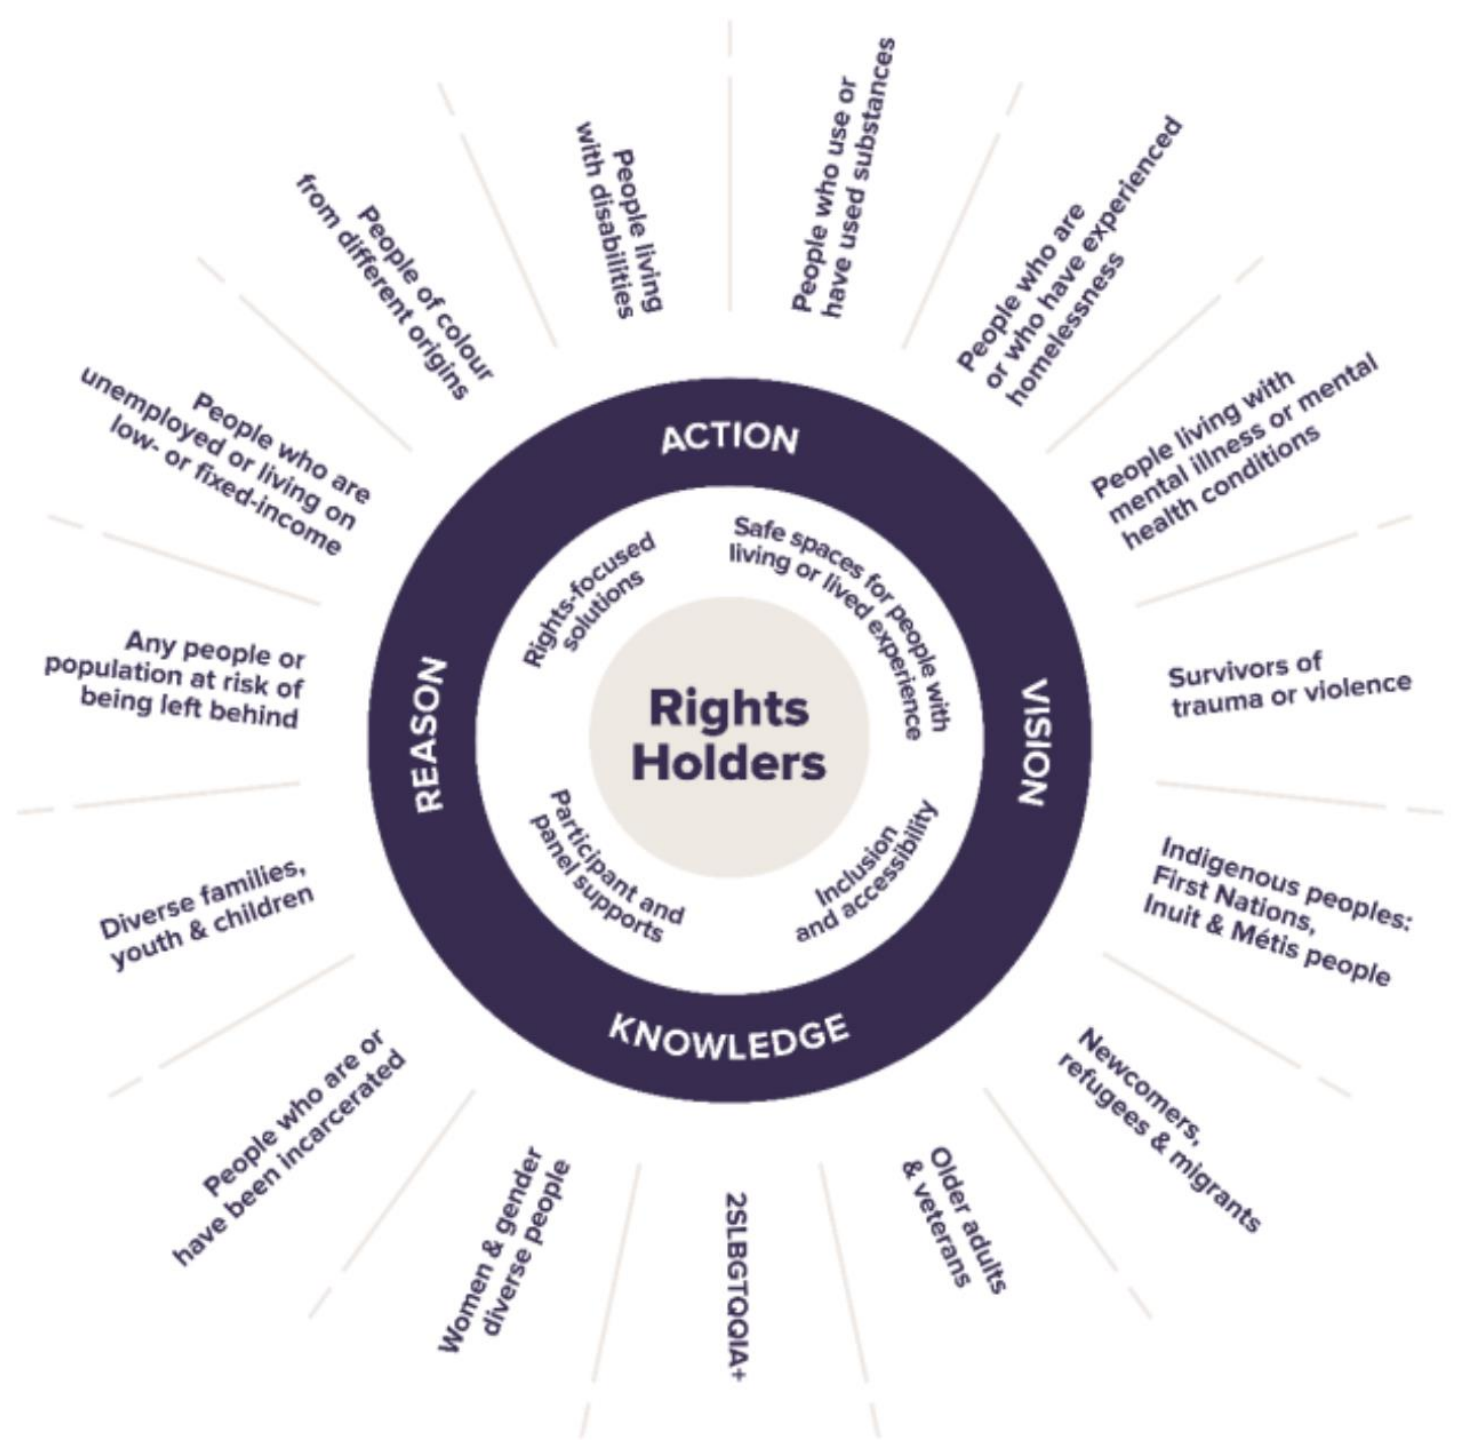 Rights
Holders
Rights-focused
solutions
Safe spaces for people with
living or lived experience
Inclusion
and accessibility
Participant and
panel supports
ACTION
VISION
KNOWLEDGE
REASON
People who use or
have used substances
People who are
or who have experienced
homelessness
People living with
mental illness or mental
health conditions
Survivors of
trauma or violence
Indigenous peoples:
First Nations,
Inuit & Métis people
Newcomers,
refugees & migrants
Older adults
& veterans
2SLBGTQQIA+
Women & gender
diverse people
People who are or
have been incarcerated
Diverse families,
youth & children
Any people or
population at risk of
being left behind
People who are
unemployed or living on
low- or fixed-income
People of colour
from different origins
People living
with disabilities